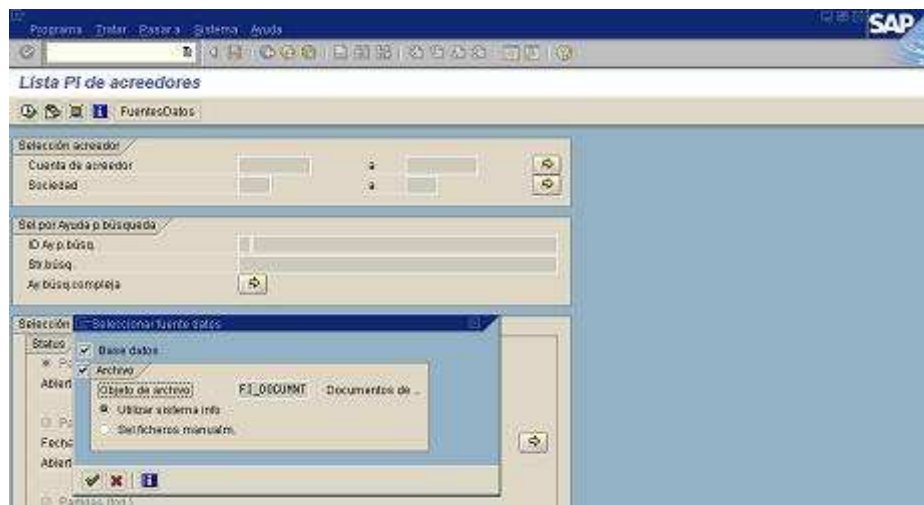 Programa Tratar Pasar a Sistema Ayuda
SAP
Lista PI de acreedores
FuentesDatos
Selección acreedor
Cuenta de acreedor a
Sociedad a
Sel.por Ayuda p.búsqueda
ID Ay.p.búsq.
Str.búsq.
Ay.búsq.compleja
Selección
Seleccionar fuente datos
Status
Base datos
Archivo
Objeto de archivo FI_DOCUMNT Documentos de ..
Abiert
Utilizar sistema info
Sel.ficheros manualm.
Fecha
Abiert